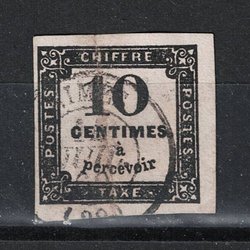 CHIFFRE
POSTES
POSTES
10
CENTIMES
à
percevoir
TAXE